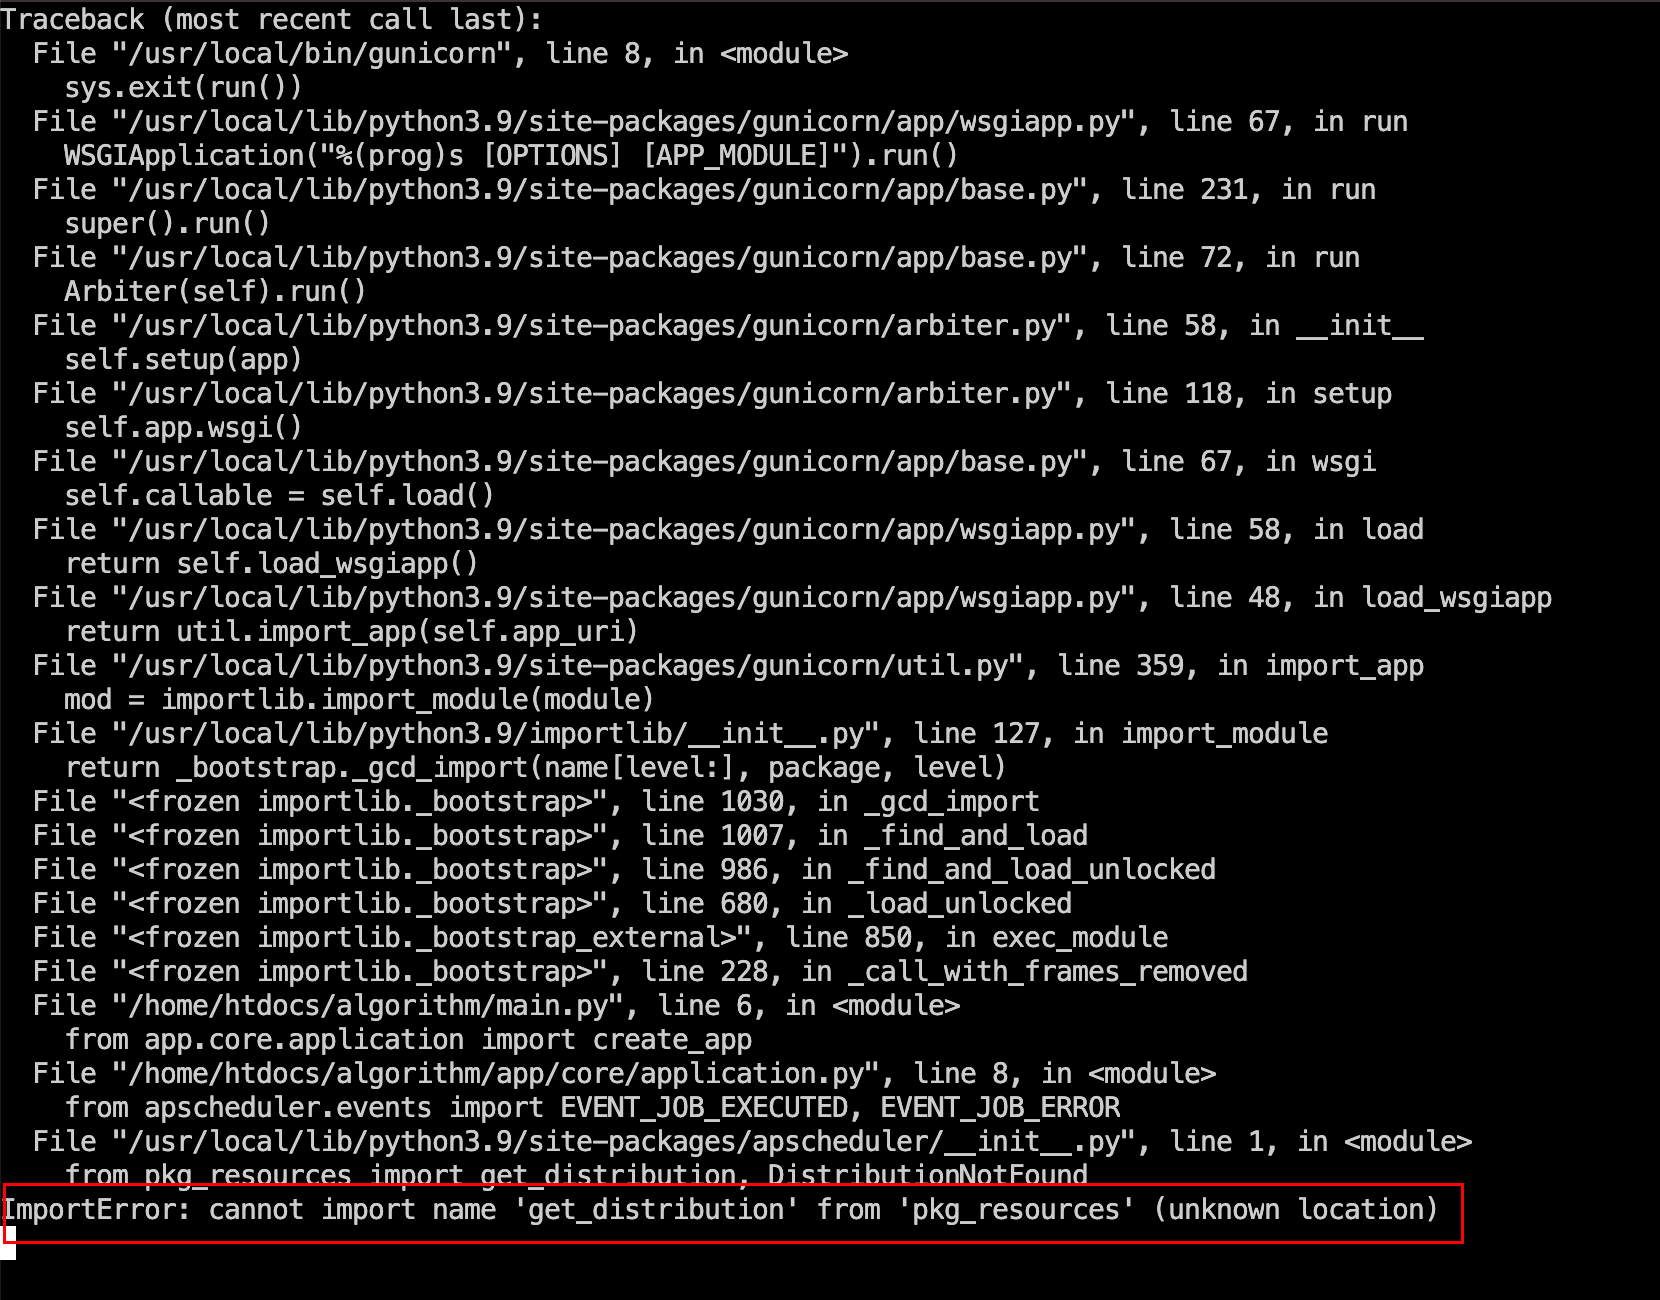 Traceback (most recent call last):
  File "/usr/local/bin/gunicorn", line 8, in <module>
    sys.exit(run())
  File "/usr/local/lib/python3.9/site-packages/gunicorn/app/wsgiapp.py", line 67, in run
    WSGIApplication("%(prog)s [OPTIONS] [APP_MODULE]").run()
  File "/usr/local/lib/python3.9/site-packages/gunicorn/app/base.py", line 231, in run
    super().run()
  File "/usr/local/lib/python3.9/site-packages/gunicorn/app/base.py", line 72, in run
    Arbiter(self).run()
  File "/usr/local/lib/python3.9/site-packages/gunicorn/arbiter.py", line 58, in __init__
    self.setup(app)
  File "/usr/local/lib/python3.9/site-packages/gunicorn/arbiter.py", line 118, in setup
    self.app.wsgi()
  File "/usr/local/lib/python3.9/site-packages/gunicorn/app/base.py", line 67, in wsgi
    self.callable = self.load()
  File "/usr/local/lib/python3.9/site-packages/gunicorn/app/wsgiapp.py", line 58, in load
    return self.load_wsgiapp()
  File "/usr/local/lib/python3.9/site-packages/gunicorn/app/wsgiapp.py", line 48, in load_wsgiapp
    return util.import_app(self.app_uri)
  File "/usr/local/lib/python3.9/site-packages/gunicorn/util.py", line 359, in import_app
    mod = importlib.import_module(module)
  File "/usr/local/lib/python3.9/importlib/__init__.py", line 127, in import_module
    return _bootstrap._gcd_import(name[level:], package, level)
  File "<frozen importlib._bootstrap>", line 1030, in _gcd_import
  File "<frozen importlib._bootstrap>", line 1007, in _find_and_load
  File "<frozen importlib._bootstrap>", line 986, in _find_and_load_unlocked
  File "<frozen importlib._bootstrap>", line 680, in _load_unlocked
  File "<frozen importlib._bootstrap_external>", line 850, in exec_module
  File "<frozen importlib._bootstrap>", line 228, in _call_with_frames_removed
  File "/home/htdocs/algorithm/main.py", line 6, in <module>
    from app.core.application import create_app
  File "/home/htdocs/algorithm/app/core/application.py", line 8, in <module>
    from apscheduler.events import EVENT_JOB_EXECUTED, EVENT_JOB_ERROR
  File "/usr/local/lib/python3.9/site-packages/apscheduler/__init__.py", line 1, in <module>
    from pkg_resources import get_distribution, DistributionNotFound
ImportError: cannot import name 'get_distribution' from 'pkg_resources' (unknown location)